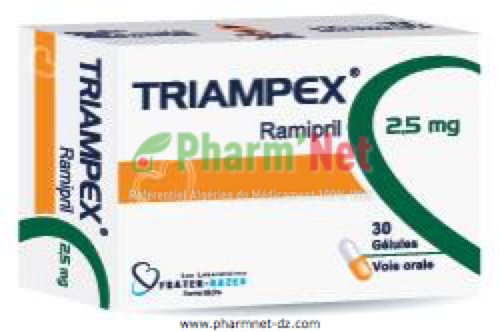 TRIAMPEX®
Ramipril
2.5 mg
TRIAMPEX®
Ramipril
2.5 mg
Pharm'Net
Référentiel Algérien du Médicament 100%
30
Gélules
Voie orale
Les Laboratoires
FRATER-RAZES
www.pharmnet-dz.com